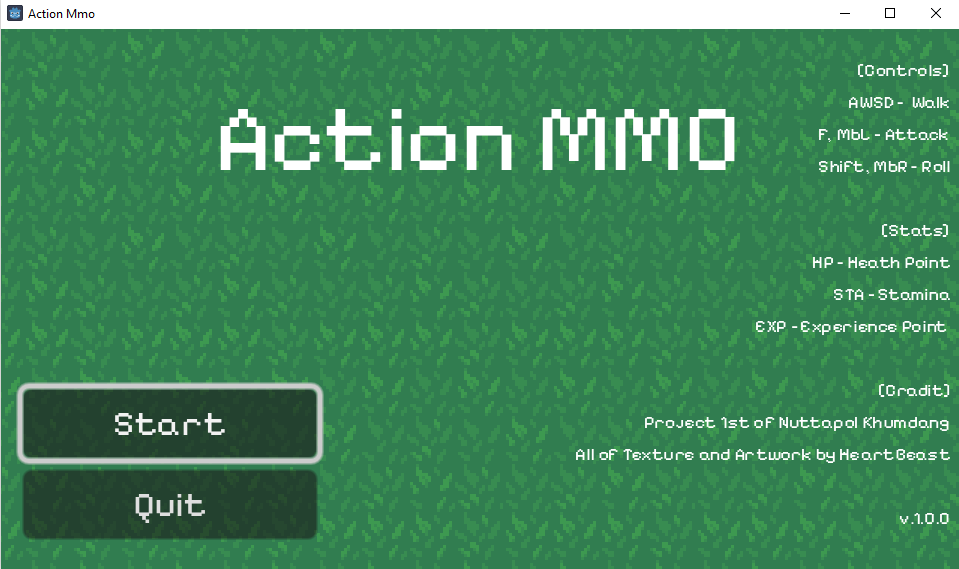 Action Mmo
Action MMO
(Controls)
AWSD - Walk
F, MbL - Attack
Shift, MbR - Roll
(Stats)
HP - Heath Point
STA - Stamina
EXP - Experience Point
(Cradit)
Project 1st of Nuttapol Khumdang
All of Texture and Artwork by HeartBeast
v.1.0.0
Start
Quit